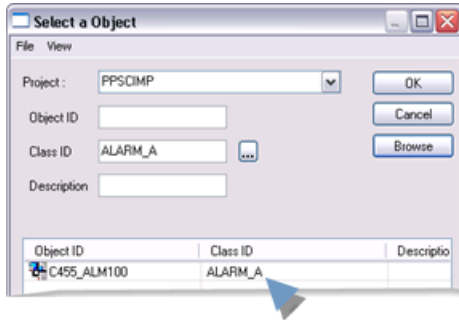 Select a Object
File View
Project : PPSCIMP OK
Object ID Cancel
Class ID ALARM_A ... Browse
Description
Object ID Class ID Descriptio
C455_ALM100 ALARM_A